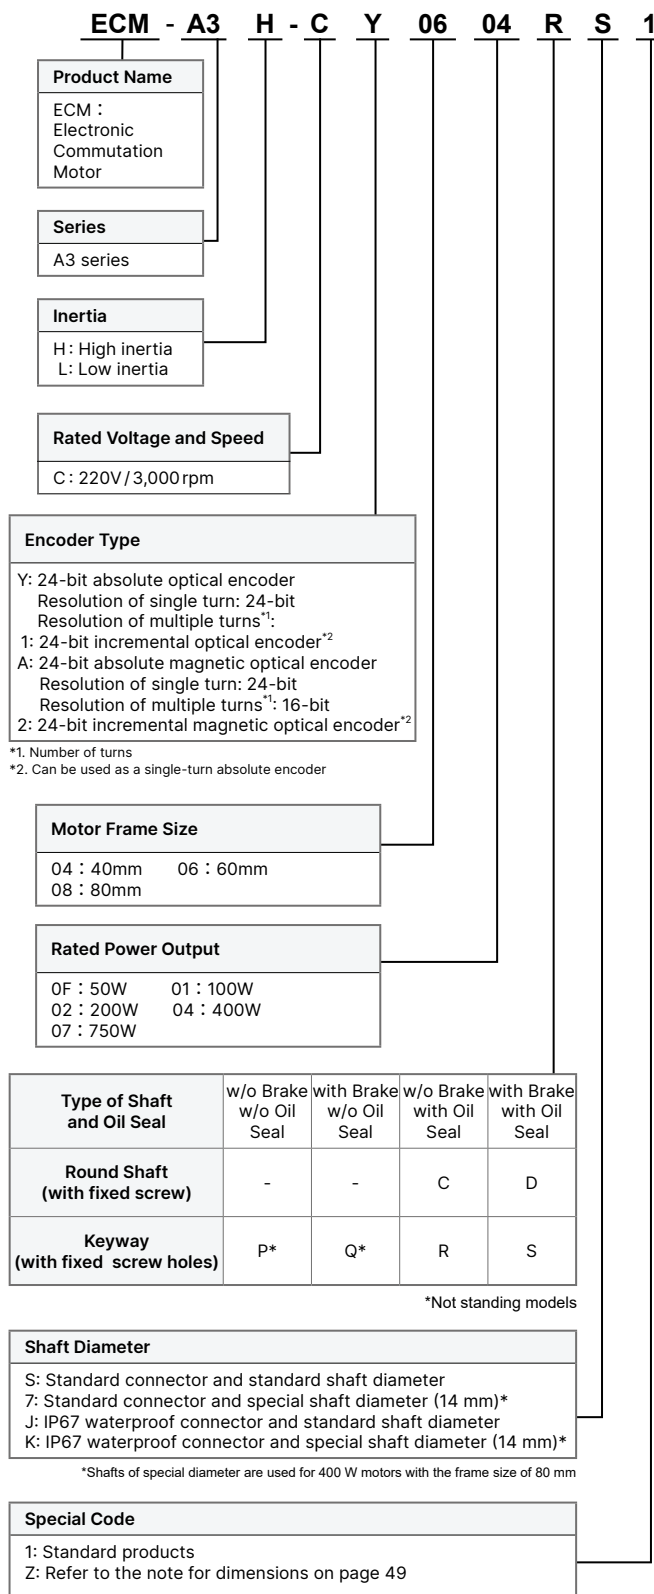 ECM - A3 H - C Y 06 04 R S 1
Product Name
ECM：
Electronic
Commutation
Motor
Series
A3 series
Inertia
H: High inertia
L: Low inertia
Rated Voltage and Speed
C: 220V/3,000rpm
Encoder Type
Y: 24-bit absolute optical encoder
Resolution of single turn: 24-bit
Resolution of multiple turns*1:
1: 24-bit incremental optical encoder*2
A: 24-bit absolute magnetic optical encoder
Resolution of single turn: 24-bit
Resolution of multiple turns*1: 16-bit
2: 24-bit incremental magnetic optical encoder*2
*1. Number of turns
*2. Can be used as a single-turn absolute encoder
Motor Frame Size
04：40mm 06：60mm
08：80mm
Rated Power Output
0F：50W 01：100W
02：200W 04：400W
07：750W
Type of Shaft
and Oil Seal
w/o Brake
w/o Oil
Seal
with Brake
w/o Oil
Seal
w/o Brake
with Oil
Seal
with Brake
with Oil
Seal
Round Shaft
(with fixed screw)
- - C D
Keyway
(with fixed screw holes)
P* Q* R S
*Not standing models
Shaft Diameter
S: Standard connector and standard shaft diameter
7: Standard connector and special shaft diameter (14 mm)*
J: IP67 waterproof connector and standard shaft diameter
K: IP67 waterproof connector and special shaft diameter (14 mm)*
*Shafts of special diameter are used for 400 W motors with the frame size of 80 mm
Special Code
1: Standard products
Z: Refer to the note for dimensions on page 49